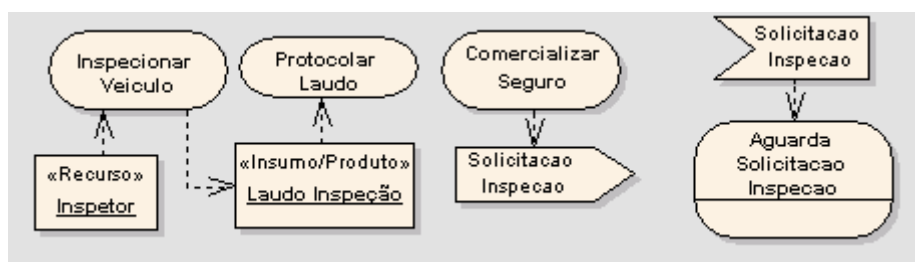 Inspecionar
Veiculo
«Recurso»
Inspetor
Protocolar
Laudo
«Insumo/Produto»
Laudo Inspeção
Comercializar
Seguro
Solicitacao
Inspecao
Solicitacao
Inspecao
Aguarda
Solicitacao
Inspecao